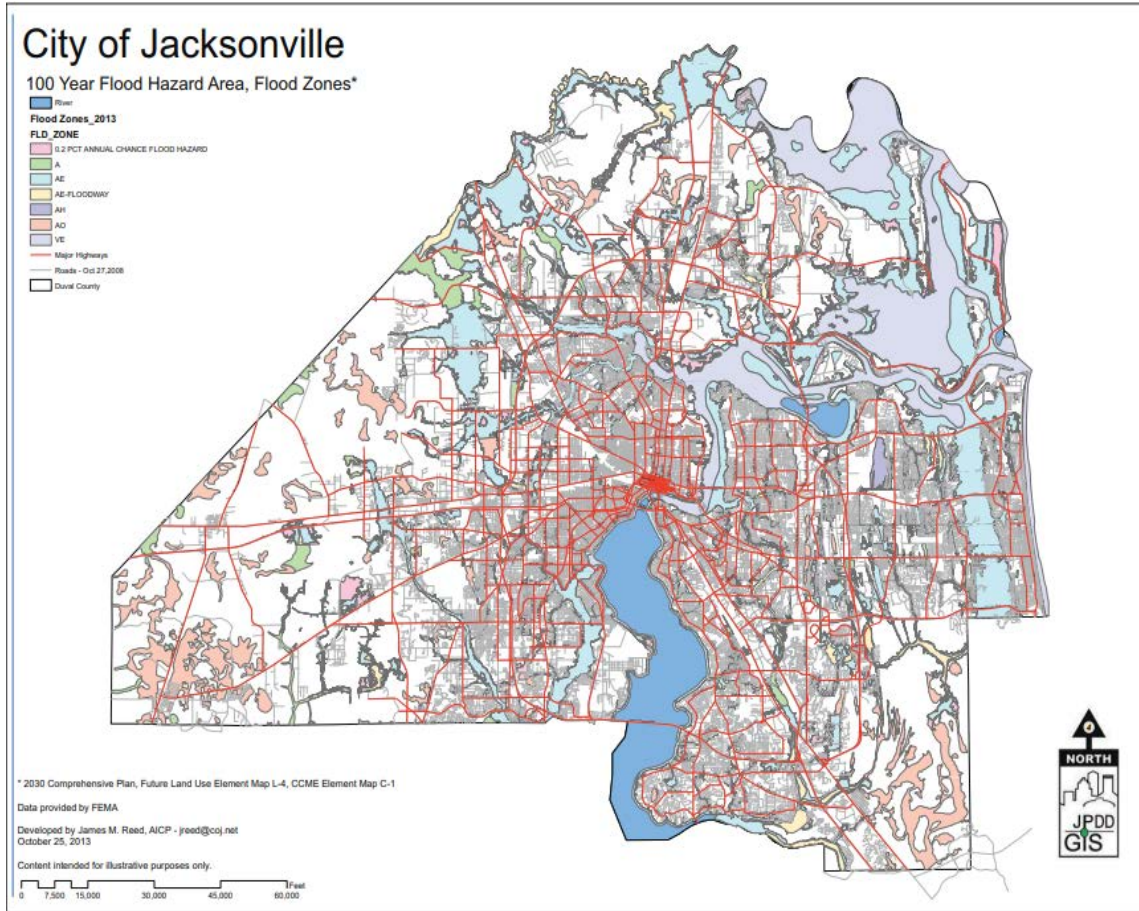 City of Jacksonville
100 Year Flood Hazard Area, Flood Zones*
River
Flood Zones_2013
FLD_ZONE
0.2 PCT ANNUAL CHANCE FLOOD HAZARD
A
AE
AE-FLOODWAY
AH
AO
VE
Major Highways
Roads - Oct 27,2008
Duval County
* 2030 Comprehensive Plan, Future Land Use Element Map L-4, CCME Element Map C-1
Data provided by FEMA
Developed by James M. Reed, AICP - jreed@coj.net
October 25, 2013
Content intended for illustrative purposes only.
Feet
0 7,500 15,000 30,000 45,000 60,000
NORTH
JPDD
GIS